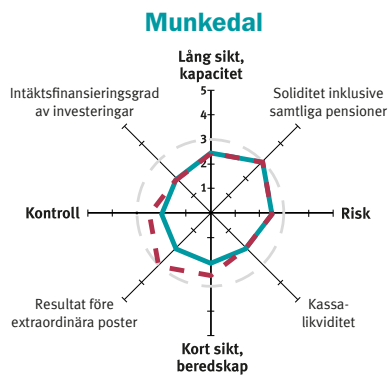 Munkedal
Lång sikt,
kapacitet
Intäktsfinansieringsgrad
av investeringar
Soliditet inklusive
samtliga pensioner
5
4
3
2
1
Kontroll
Risk
Resultat före
extraordinära poster
Kassa-
likviditet
Kort sikt,
beredskap